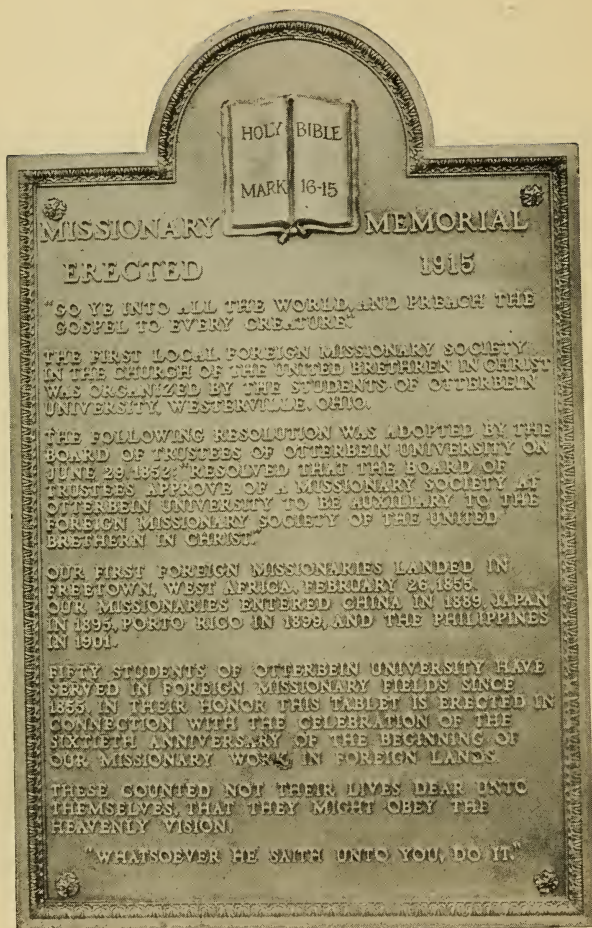 HOLY BIBLE
MARK 16-15
MISSIONARY MEMORIAL
ERECTED 1915
"GO YE INTO ALL THE WORLD, AND PREACH THE
GOSPEL TO EVERY CREATURE."
THE FIRST LOCAL FOREIGN MISSIONARY SOCIETY
IN THE CHURCH OF THE UNITED BRETHREN IN CHRIST
WAS ORGANIZED BY THE STUDENTS OF OTTERBEIN
UNIVERSITY, WESTERVILLE, OHIO.
THE FOLLOWING RESOLUTION WAS ADOPTED BY THE
BOARD OF TRUSTEES OF OTTERBEIN UNIVERSITY ON
JUNE 29, 1852: "RESOLVED THAT THE BOARD OF
TRUSTEES APPROVE OF A MISSIONARY SOCIETY AT
OTTERBEIN UNIVERSITY TO BE AUXILLARY TO THE
FOREIGN MISSIONARY SOCIETY OF THE UNITED
BRETHERN IN CHRIST."
OUR FIRST FOREIGN MISSIONARIES LANDED IN
FREETOWN, WEST AFRICA, FEBRUARY 26, 1855.
OUR MISSIONARIES ENTERED CHINA IN 1889, JAPAN
IN 1895, PORTO RICO IN 1899, AND THE PHILIPPINES
IN 1901.
FIFTY STUDENTS OF OTTERBEIN UNIVERSITY HAVE
SERVED IN FOREIGN MISSIONARY FIELDS SINCE
1855. IN THEIR HONOR THIS TABLET IS ERECTED IN
CONNECTION WITH THE CELEBRATION OF THE
SIXTIETH ANNIVERSARY OF THE BEGINNING OF
OUR MISSIONARY WORK IN FOREIGN LANDS.
THESE COUNTED NOT THEIR LIVES DEAR UNTO
THEMSELVES, THAT THEY MIGHT OBEY THE
HEAVENLY VISION.
"WHATSOEVER HE SAITH UNTO YOU, DO IT."